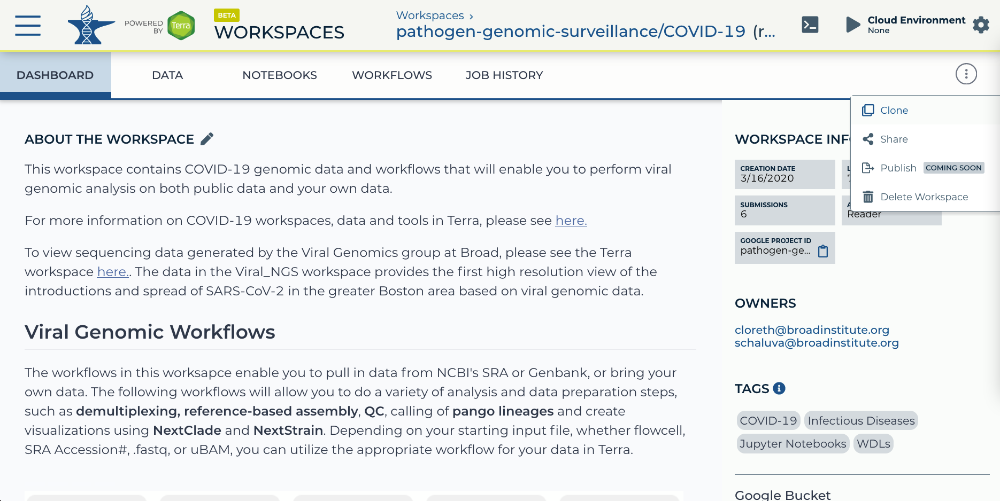 POWERED
BY
Terra
BETA
WORKSPACES
Workspaces ›
pathogen-genomic-surveillance/COVID-19 (r...
Cloud Environment
None
DASHBOARD
DATA
NOTEBOOKS
WORKFLOWS
JOB HISTORY
Clone
Share
Publish COMING SOON
Delete Workspace
ABOUT THE WORKSPACE
This workspace contains COVID-19 genomic data and workflows that will enable you to perform viral
genomic analysis on both public data and your own data.
For more information on COVID-19 workspaces, data and tools in Terra, please see here.
To view sequencing data generated by the Viral Genomics group at Broad, please see the Terra
workspace here.. The data in the Viral_NGS workspace provides the first high resolution view of the
introductions and spread of SARS-CoV-2 in the greater Boston area based on viral genomic data.
Viral Genomic Workflows
The workflows in this worksapce enable you to pull in data from NCBI's SRA or Genbank, or bring your
own data. The following workflows will allow you to do a variety of analysis and data preparation steps,
such as demultiplexing, reference-based assembly, QC, calling of pango lineages and create
visualizations using NextClade and NextStrain. Depending on your starting input file, whether flowcell,
SRA Accession#, .fastq, or uBAM, you can utilize the appropriate workflow for your data in Terra.
WORKSPACE INFO
CREATION DATE
3/16/2020
SUBMISSIONS
6
Reader
GOOGLE PROJECT ID
pathogen-ge...
OWNERS
cloreth@broadinstitute.org
schaluva@broadinstitute.org
TAGS
COVID-19
Infectious Diseases
Jupyter Notebooks
WDLs
Google Bucket